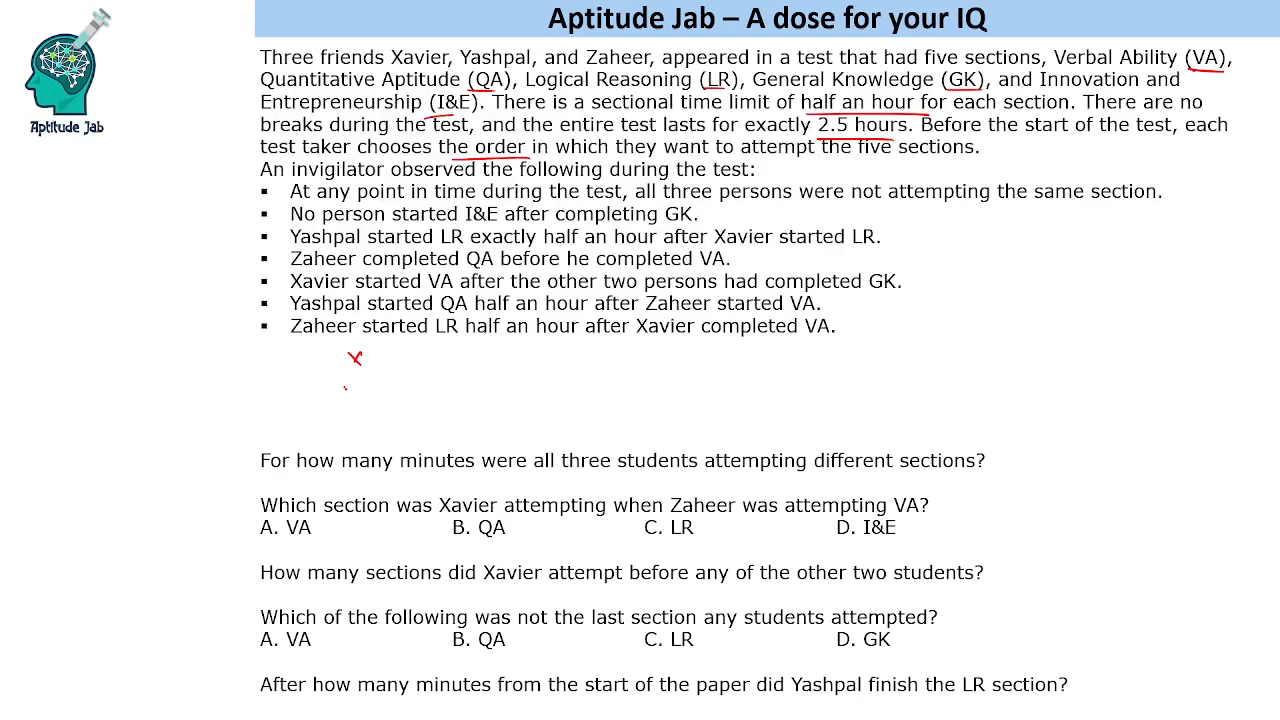 Aptitude Jab – A dose for your IQ
Aptitude Jab
Three friends Xavier, Yashpal, and Zaheer, appeared in a test that had five sections, Verbal Ability (VA),
Quantitative Aptitude (QA), Logical Reasoning (LR), General Knowledge (GK), and Innovation and
Entrepreneurship (I&E). There is a sectional time limit of half an hour for each section. There are no
breaks during the test, and the entire test lasts for exactly 2.5 hours. Before the start of the test, each
test taker chooses the order in which they want to attempt the five sections.
An invigilator observed the following during the test:
▪ At any point in time during the test, all three persons were not attempting the same section.
▪ No person started I&E after completing GK.
▪ Yashpal started LR exactly half an hour after Xavier started LR.
▪ Zaheer completed QA before he completed VA.
▪ Xavier started VA after the other two persons had completed GK.
▪ Yashpal started QA half an hour after Zaheer started VA.
▪ Zaheer started LR half an hour after Xavier completed VA.
X
For how many minutes were all three students attempting different sections?
Which section was Xavier attempting when Zaheer was attempting VA?
A. VA B. QA C. LR D. I&E
How many sections did Xavier attempt before any of the other two students?
Which of the following was not the last section any students attempted?
A. VA B. QA C. LR D. GK
After how many minutes from the start of the paper did Yashpal finish the LR section?